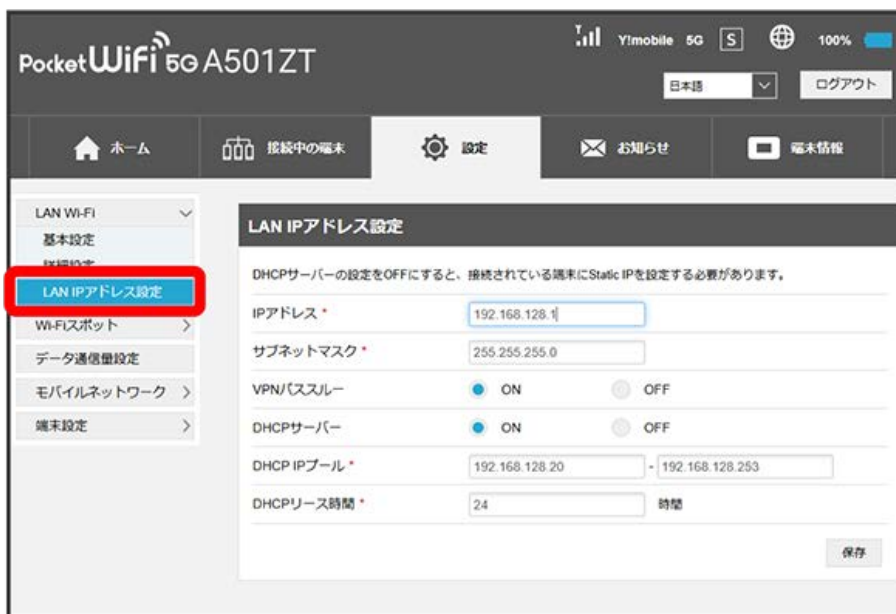 Pocket WiFi 5G A501ZT
Y!mobile 5G S 100%
日本語 ログアウト
ホーム 接続中の端末 設定 お知らせ 端末情報
LAN Wi-Fi
基本設定
詳細設定
LAN IPアドレス設定
Wi-Fiスポット
データ通信量設定
モバイルネットワーク
端末設定
LAN IPアドレス設定
DHCPサーバーの設定をOFFにすると、接続されている端末にStatic IPを設定する必要があります。
IPアドレス * 192.168.128.1
サブネットマスク * 255.255.255.0
VPNパススルー ON OFF
DHCPサーバー ON OFF
DHCP IPプール * 192.168.128.20 - 192.168.128.253
DHCPリース時間 * 24 時間
保存